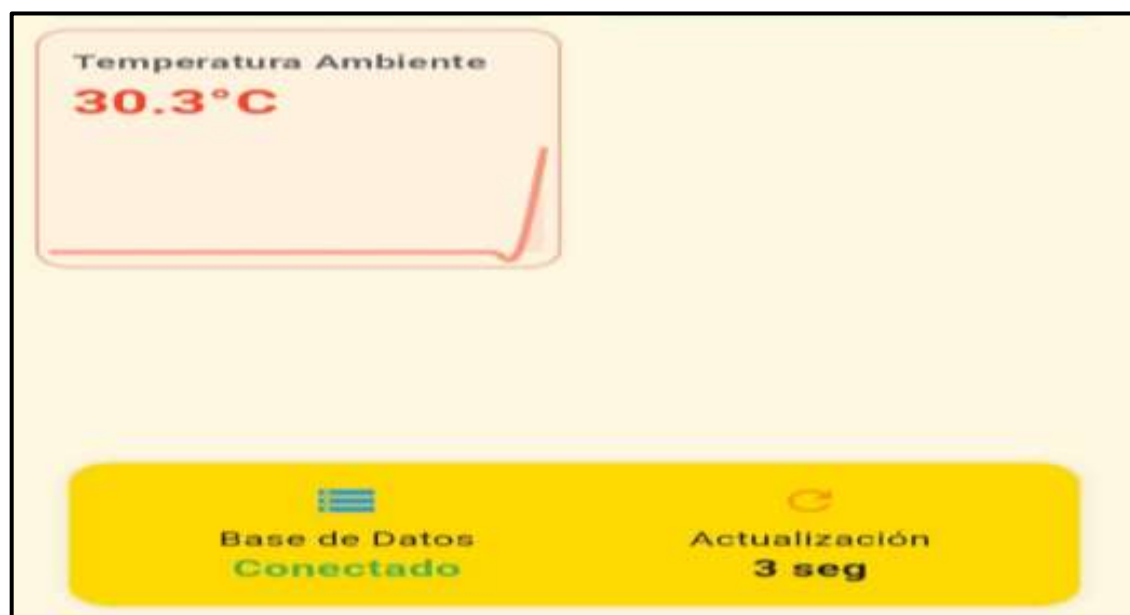 Temperatura Ambiente
30.3°C
Base de Datos
Conectado
Actualización
3 seg